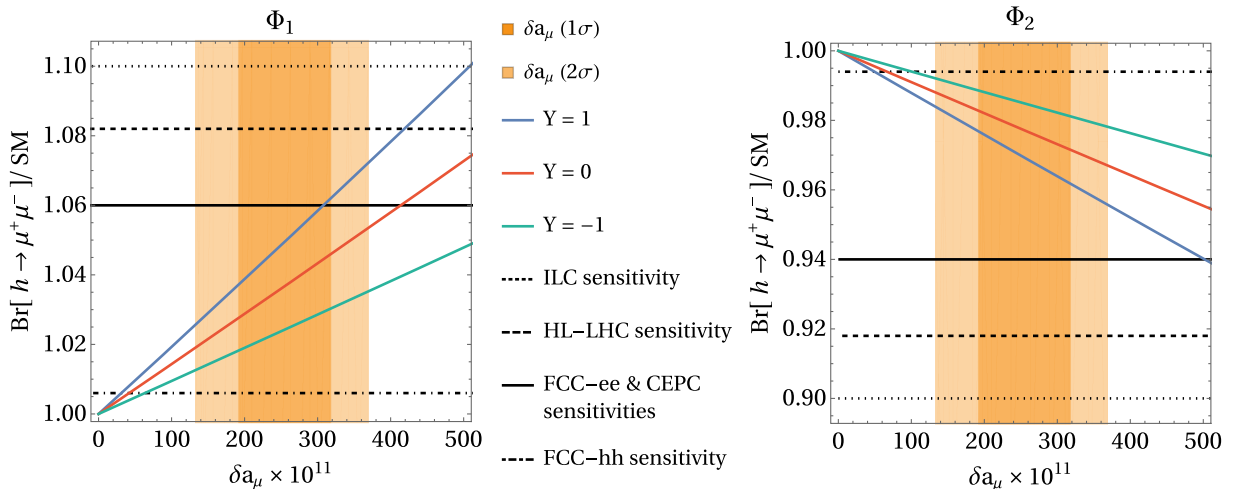 Φ₁
1.10
1.08
1.06
1.04
1.02
1.00
Br[ h → μ⁺μ⁻ ]/ SM
0 100 200 300 400 500
δaμ × 10¹¹
δaμ (1σ)
δaμ (2σ)
Y = 1
Y = 0
Y = −1
ILC sensitivity
HL−LHC sensitivity
FCC−ee & CEPC
sensitivities
FCC−hh sensitivity
Φ₂
1.00
0.98
0.96
0.94
0.92
0.90
Br[ h → μ⁺μ⁻ ]/ SM
0 100 200 300 400 500
δaμ × 10¹¹